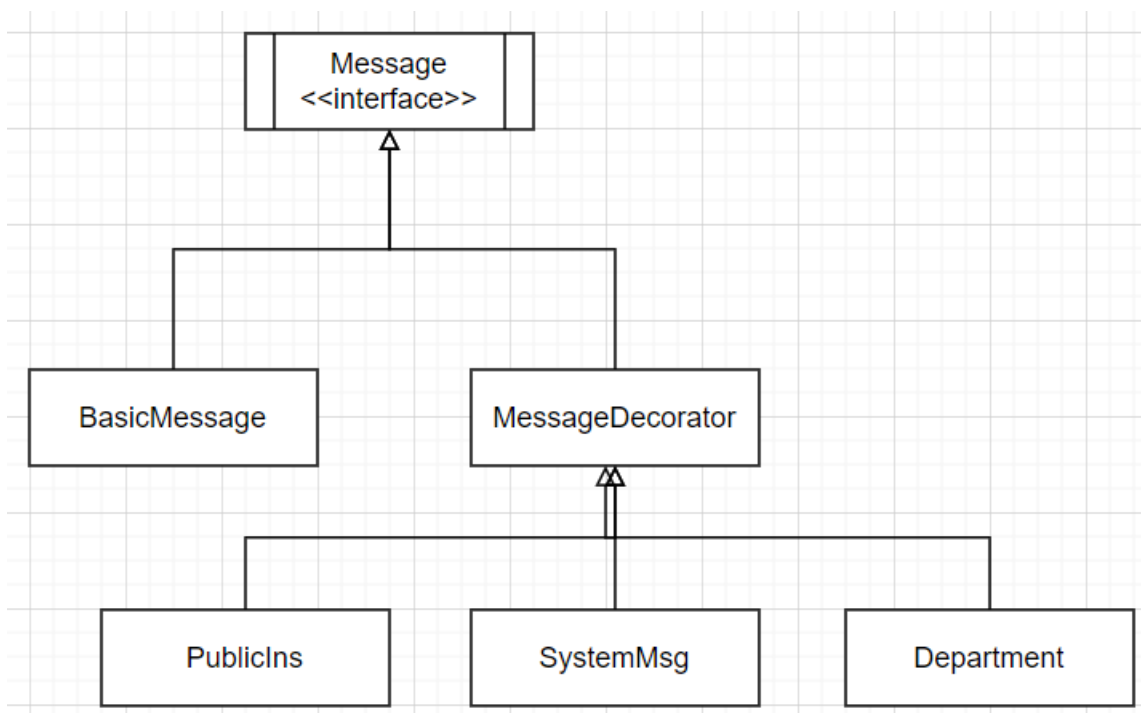 Message
<<interface>>
BasicMessage
MessageDecorator
PublicIns
SystemMsg
Department